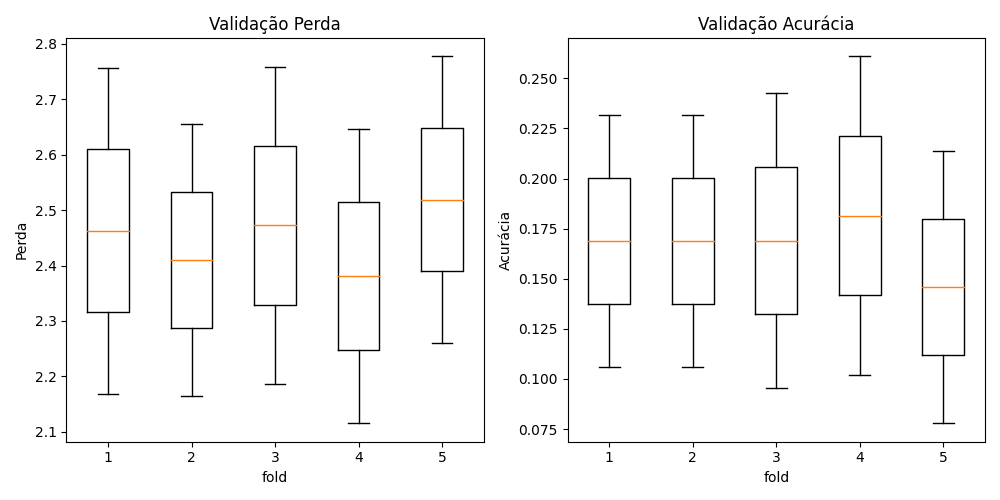 Validação Perda
2.8
2.7
2.6
2.5
2.4
2.3
2.2
2.1
Perda
1 2 3 4 5
fold
Validação Acurácia
0.250
0.225
0.200
0.175
0.150
0.125
0.100
0.075
Acurácia
1 2 3 4 5
fold